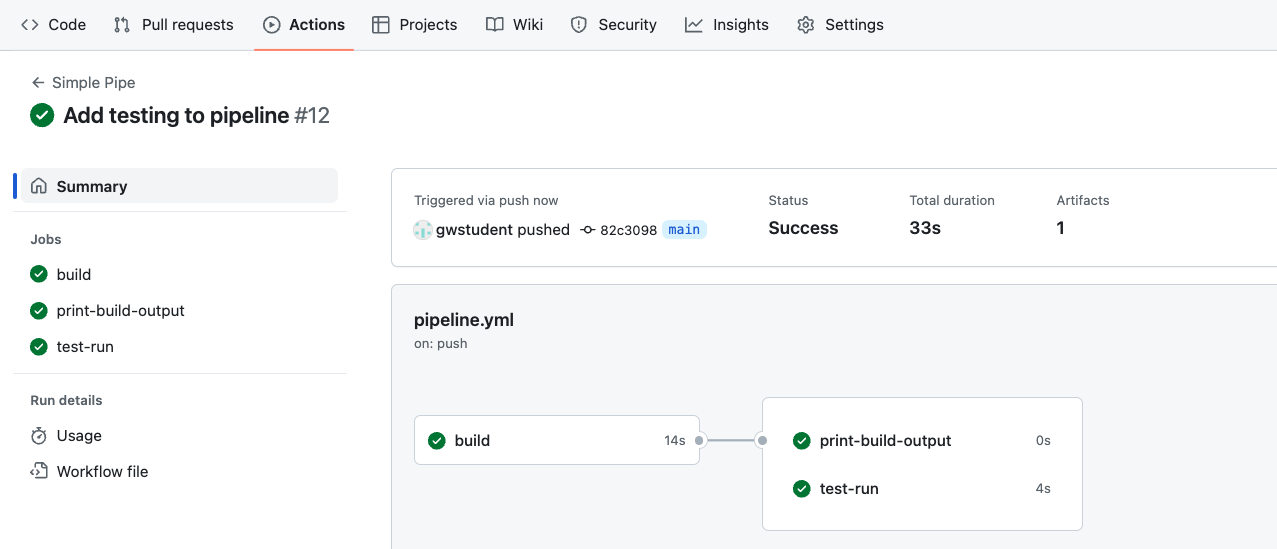 Code Pull requests Actions Projects Wiki Security Insights Settings
Simple Pipe
Add testing to pipeline #12
Summary
Jobs
build
print-build-output
test-run
Run details
Usage
Workflow file
Triggered via push now
gwstudent pushed 82c3098 main
Status
Success
Total duration
33s
Artifacts
1
pipeline.yml
on: push
build 14s
print-build-output 0s
test-run 4s